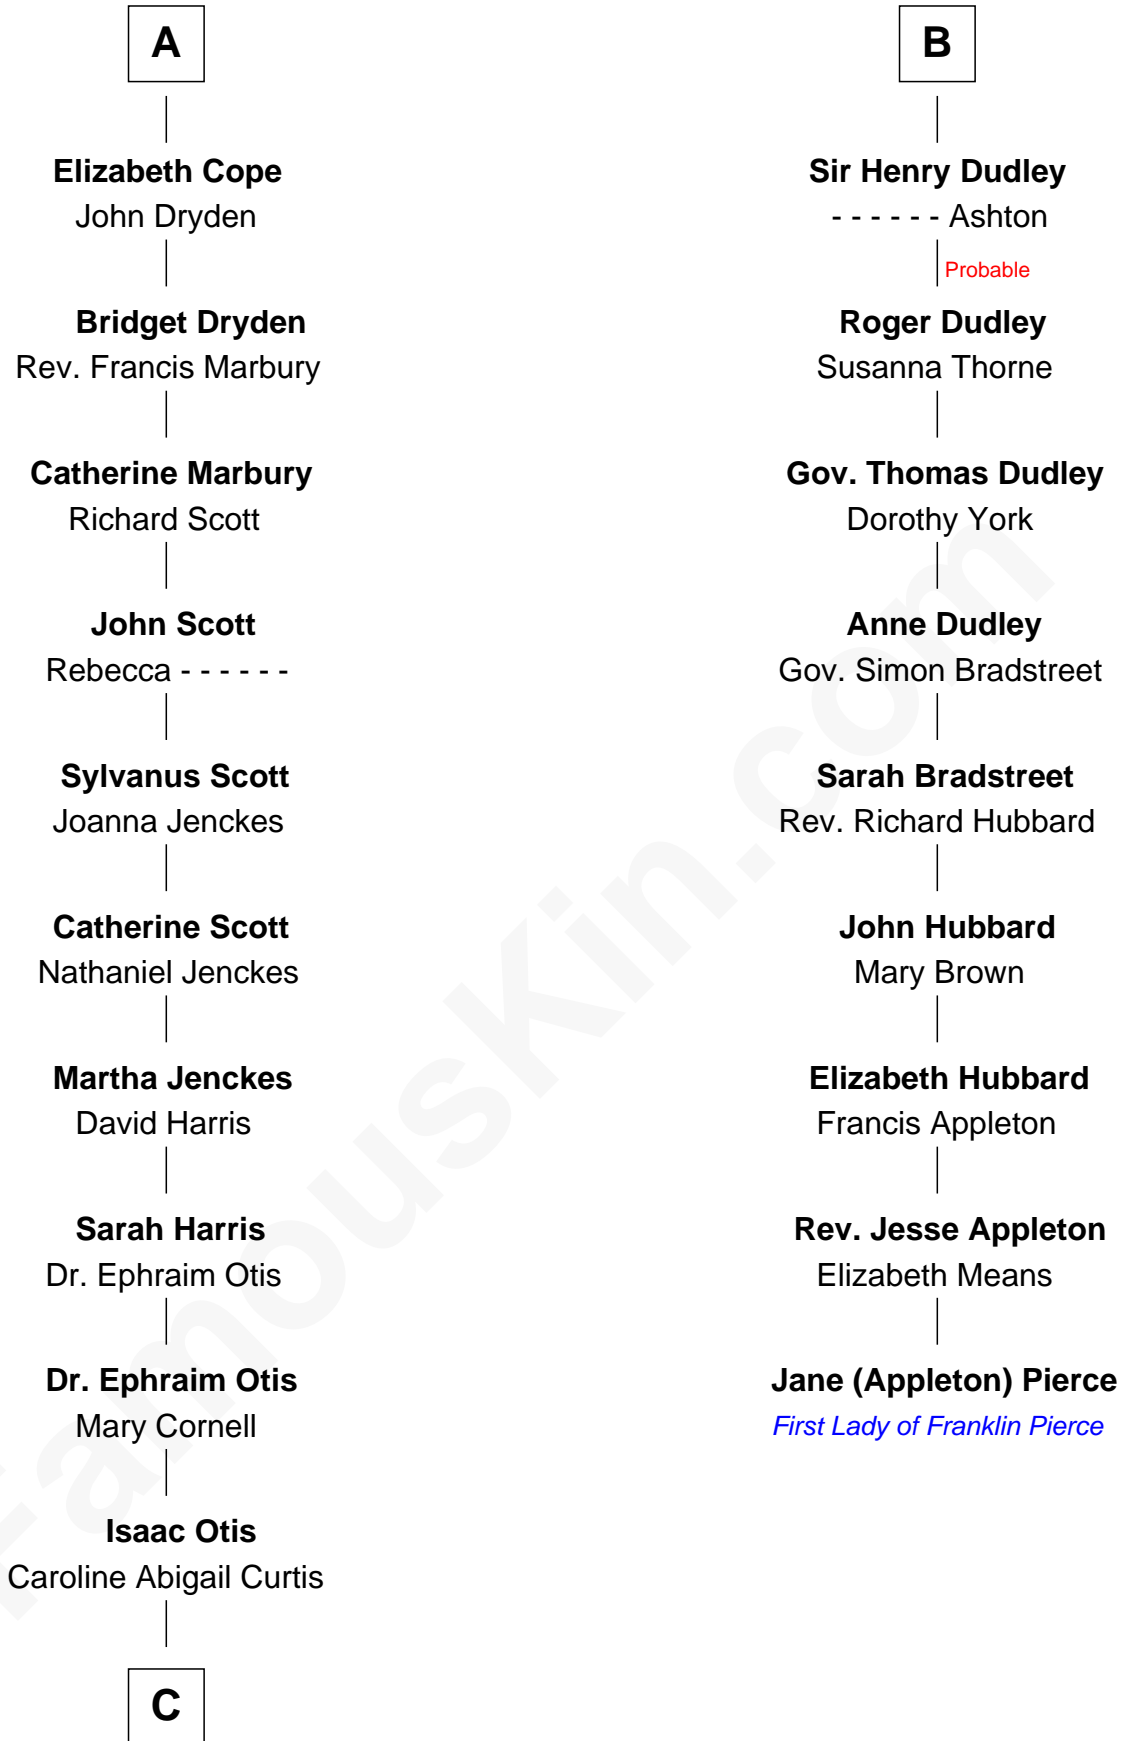 A
Elizabeth Cope
John Dryden
Bridget Dryden
Rev. Francis Marbury
Catherine Marbury
Richard Scott
John Scott
Rebecca - - - - - -
Sylvanus Scott
Joanna Jenckes
Catherine Scott
Nathaniel Jenckes
Martha Jenckes
David Harris
Sarah Harris
Dr. Ephraim Otis
Dr. Ephraim Otis
Mary Cornell
Isaac Otis
Caroline Abigail Curtis
C
B
Sir Henry Dudley
- - - - - - Ashton
Probable
Roger Dudley
Susanna Thorne
Gov. Thomas Dudley
Dorothy York
Anne Dudley
Gov. Simon Bradstreet
Sarah Bradstreet
Rev. Richard Hubbard
John Hubbard
Mary Brown
Elizabeth Hubbard
Francis Appleton
Rev. Jesse Appleton
Elizabeth Means
Jane (Appleton) Pierce
First Lady of Franklin Pierce
FamousKin.com